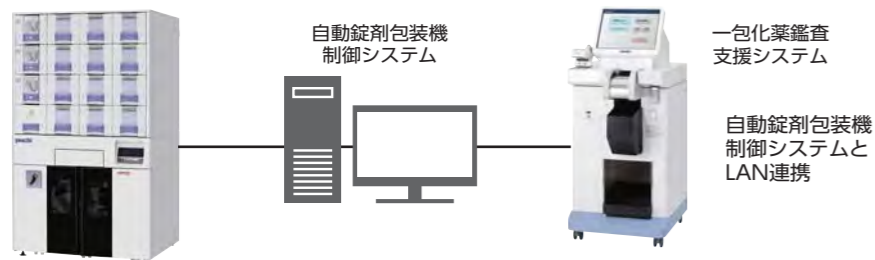 自動錠剤包装機
制御システム
一包化薬鑑査
支援システム
自動錠剤包装機
制御システムと
LAN連携